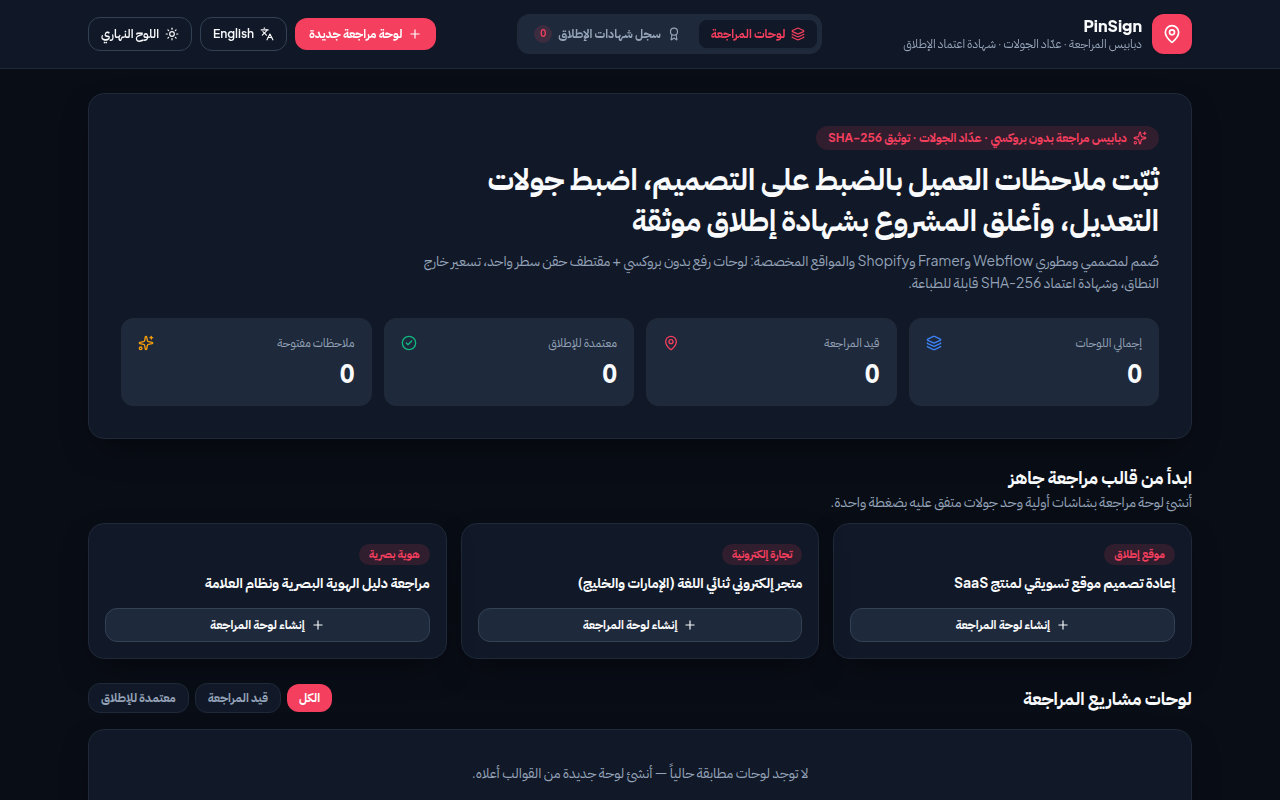 PinSign
دبابيس المراجعة · عدّاد الجولات · شهادة اعتماد الإطلاق
لوحات المراجعة
سجل شهادات الإطلاق 0
لوحة مراجعة جديدة
English
اللوح النهاري
دبابيس مراجعة بدون بروكسي · عدّاد الجولات · توثيق SHA-256
ثبّت ملاحظات العميل بالضبط على التصميم، اضبط جولات
التعديل، وأغلق المشروع بشهادة إطلاق موثقة
صُمم لمصممي ومطوري Webflow وFramer وShopify والمواقع المخصصة: لوحات رفع بدون بروكسي + مقتطف حقن سطر واحد، تسعير خارج
النطاق، وشهادة اعتماد SHA-256 قابلة للطباعة.
إجمالي اللوحات
0
قيد المراجعة
0
معتمدة للإطلاق
0
ملاحظات مفتوحة
0
ابدأ من قالب مراجعة جاهز
أنشئ لوحة مراجعة بشاشات أولية وحد جولات متفق عليه بضغطة واحدة.
موقع إطلاق
إعادة تصميم موقع تسويقي لمنتج SaaS
إنشاء لوحة المراجعة
تجارة إلكترونية
متجر إلكتروني ثنائي اللغة (الإمارات والخليج)
إنشاء لوحة المراجعة
هوية بصرية
مراجعة دليل الهوية البصرية ونظام العلامة
إنشاء لوحة المراجعة
لوحات مشاريع المراجعة
الكل
قيد المراجعة
معتمدة للإطلاق
لا توجد لوحات مطابقة حالياً — أنشئ لوحة جديدة من القوالب أعلاه.